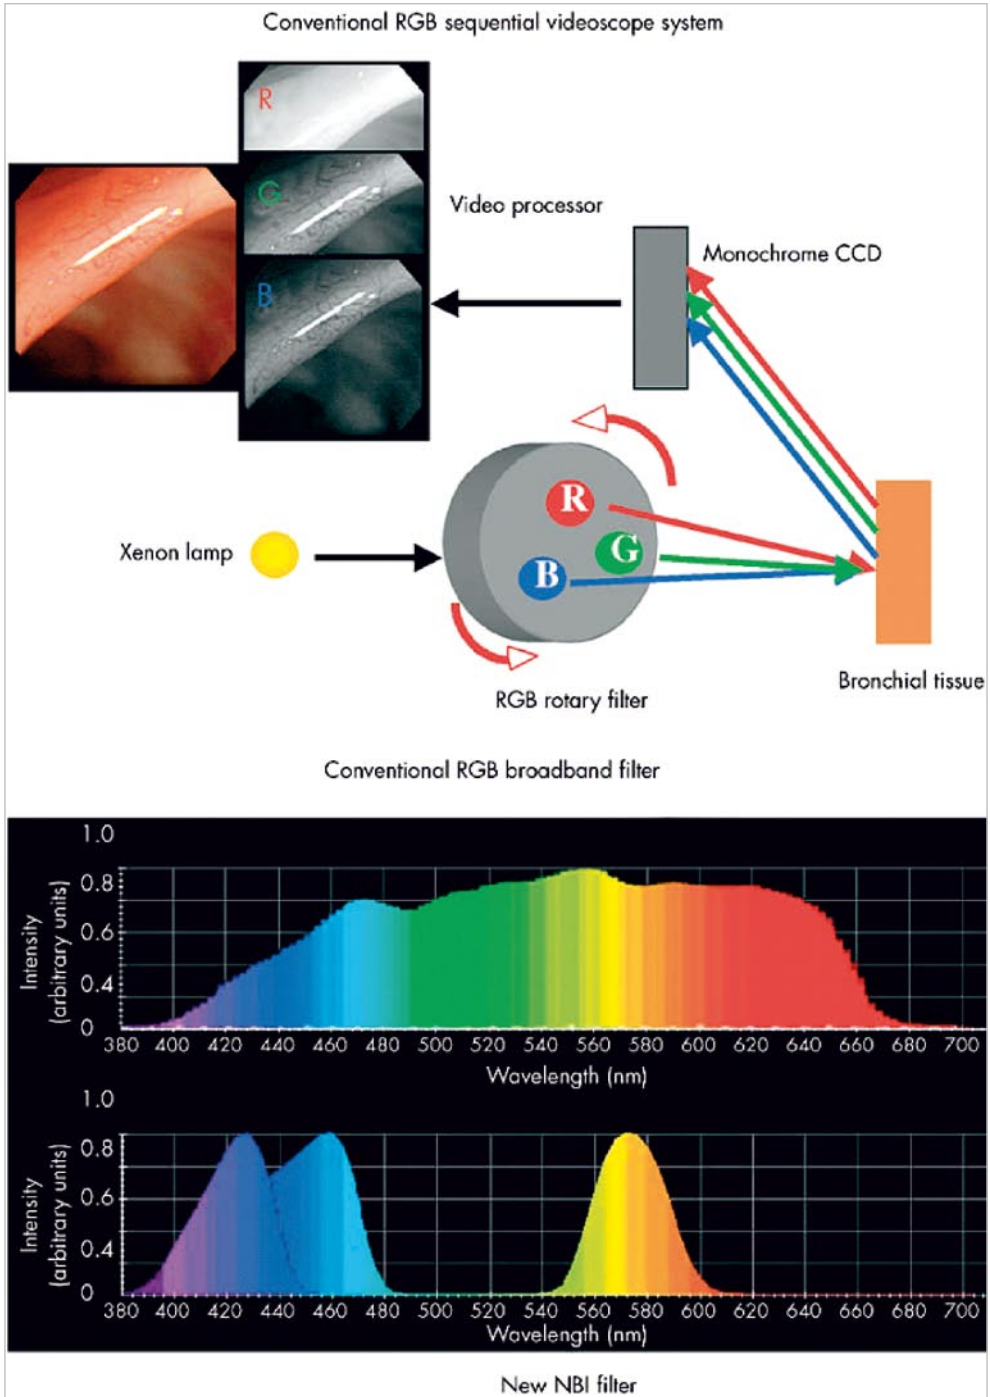 Conventional RGB sequential videoscope system
R
G
B
Video processor
Monochrome CCD
Xenon lamp
R
G
B
RGB rotary filter
Bronchial tissue
Conventional RGB broadband filter
1.0
0.8
0.6
0.4
0
Intensity
(arbitrary units)
380 400 420 440 460 480 500 520 540 560 580 600 620 640 660 680 700
Wavelength (nm)
1.0
0.8
0.6
0.4
0
Intensity
(arbitrary units)
380 400 420 440 460 480 500 520 540 560 580 600 620 640 660 680 700
Wavelength (nm)
New NBI filter